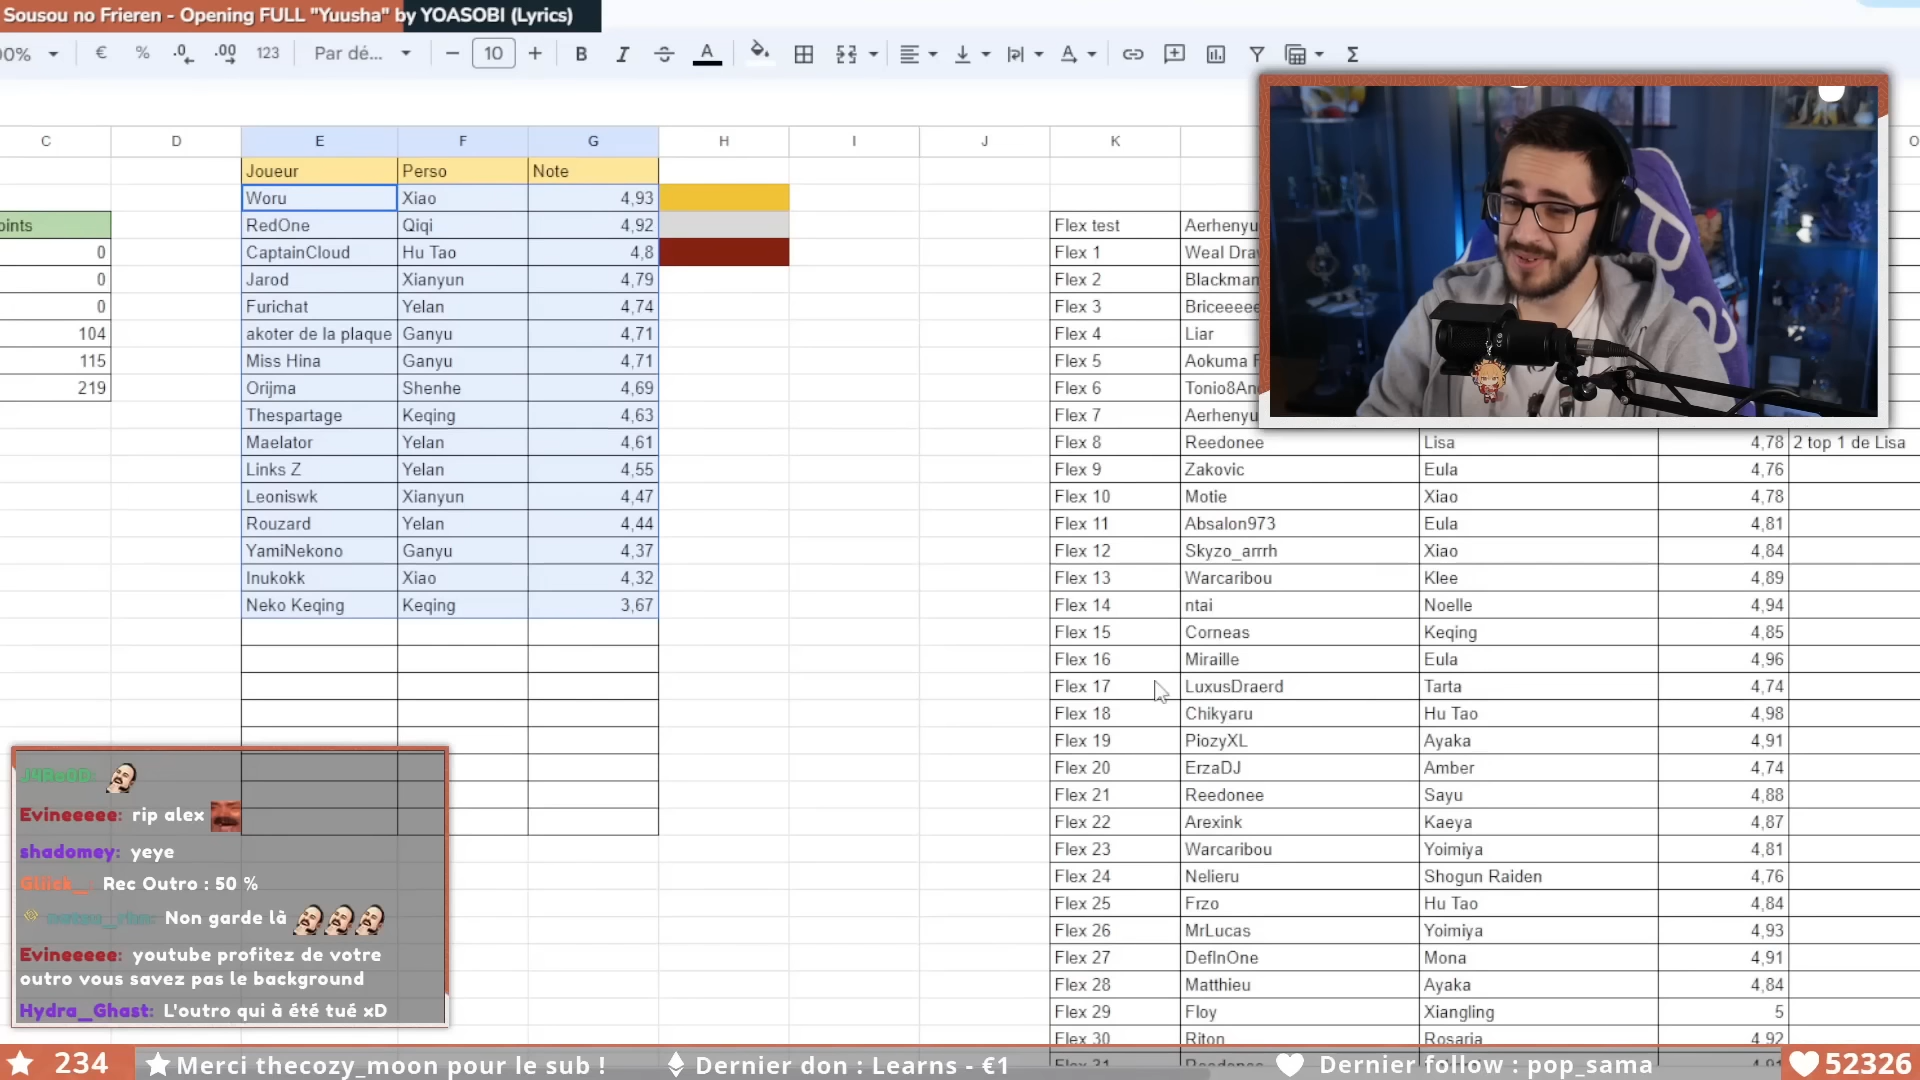 Sousou no Frieren - Opening FULL "Yuusha" by YOASOBI (Lyrics)
0% € % .0 .00 123 Par dé... − 10 + B I A A Σ
C D E F G H I J K O
Joueur Perso Note
Woru Xiao 4,93
RedOne Qiqi 4,92
CaptainCloud Hu Tao 4,8
Jarod Xianyun 4,79
Furichat Yelan 4,74
akoter de la plaque Ganyu 4,71
Miss Hina Ganyu 4,71
Orijma Shenhe 4,69
Thespartage Keqing 4,63
Maelator Yelan 4,61
Links Z Yelan 4,55
Leoniswk Xianyun 4,47
Rouzard Yelan 4,44
YamiNekono Ganyu 4,37
Inukokk Xiao 4,32
Neko Keqing Keqing 3,67
oints
0
0
0
104
115
219
Flex test Aerhenyu
Flex 1 Weal Dra
Flex 2 Blackman
Flex 3 Briceeeee
Flex 4 Liar
Flex 5 Aokuma
Flex 6 Tonio8An
Flex 7 Aerhenyu
Flex 8 Reedonee Lisa 4,78 2 top 1 de Lisa
Flex 9 Zakovic Eula 4,76
Flex 10 Motie Xiao 4,78
Flex 11 Absalon973 Eula 4,81
Flex 12 Skyzo_arrrh Xiao 4,84
Flex 13 Warcaribou Klee 4,89
Flex 14 ntai Noelle 4,94
Flex 15 Corneas Keqing 4,85
Flex 16 Miraille Eula 4,96
Flex 17 LuxusDraerd Tarta 4,74
Flex 18 Chikyaru Hu Tao 4,98
Flex 19 PiozyXL Ayaka 4,91
Flex 20 ErzaDJ Amber 4,74
Flex 21 Reedonee Sayu 4,88
Flex 22 Arexink Kaeya 4,87
Flex 23 Warcaribou Yoimiya 4,81
Flex 24 Nelieru Shogun Raiden 4,76
Flex 25 Frzo Hu Tao 4,84
Flex 26 MrLucas Yoimiya 4,93
Flex 27 DefInOne Mona 4,91
Flex 28 Matthieu Ayaka 4,84
Flex 29 Floy Xiangling 5
Flex 30 Riton Rosaria 4,92
Flex 31 Reedonee 4,91
Evineeeee: rip alex
shadomey: yeye
Rec Outro : 50 %
Non garde là
Evineeeee: youtube profitez de votre
outro vous savez pas le background
Hydra_Ghast: L'outro qui à été tué xD
234 Merci thecozy_moon pour le sub ! Dernier don : Learns - €1 Dernier follow : pop_sama 52326